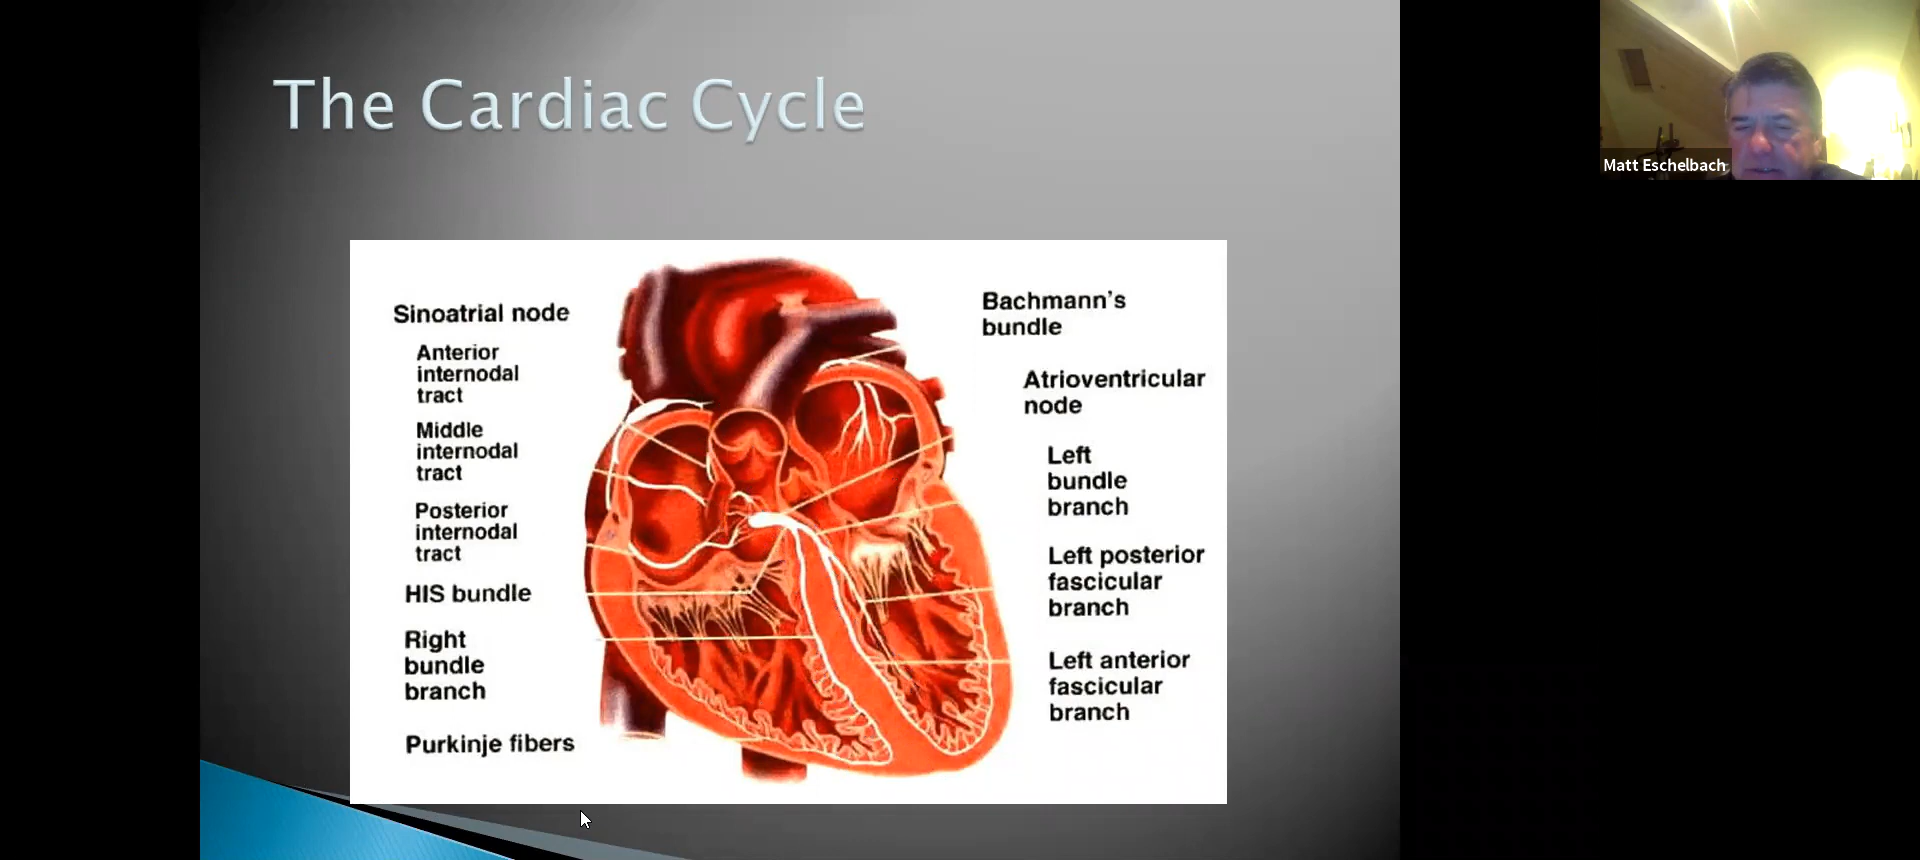 The Cardiac Cycle
Matt Eschelbach
Sinoatrial node
Anterior
internodal
tract
Middle
internodal
tract
Posterior
internodal
tract
HIS bundle
Right
bundle
branch
Purkinje fibers
Bachmann's
bundle
Atrioventricular
node
Left
bundle
branch
Left posterior
fascicular
branch
Left anterior
fascicular
branch